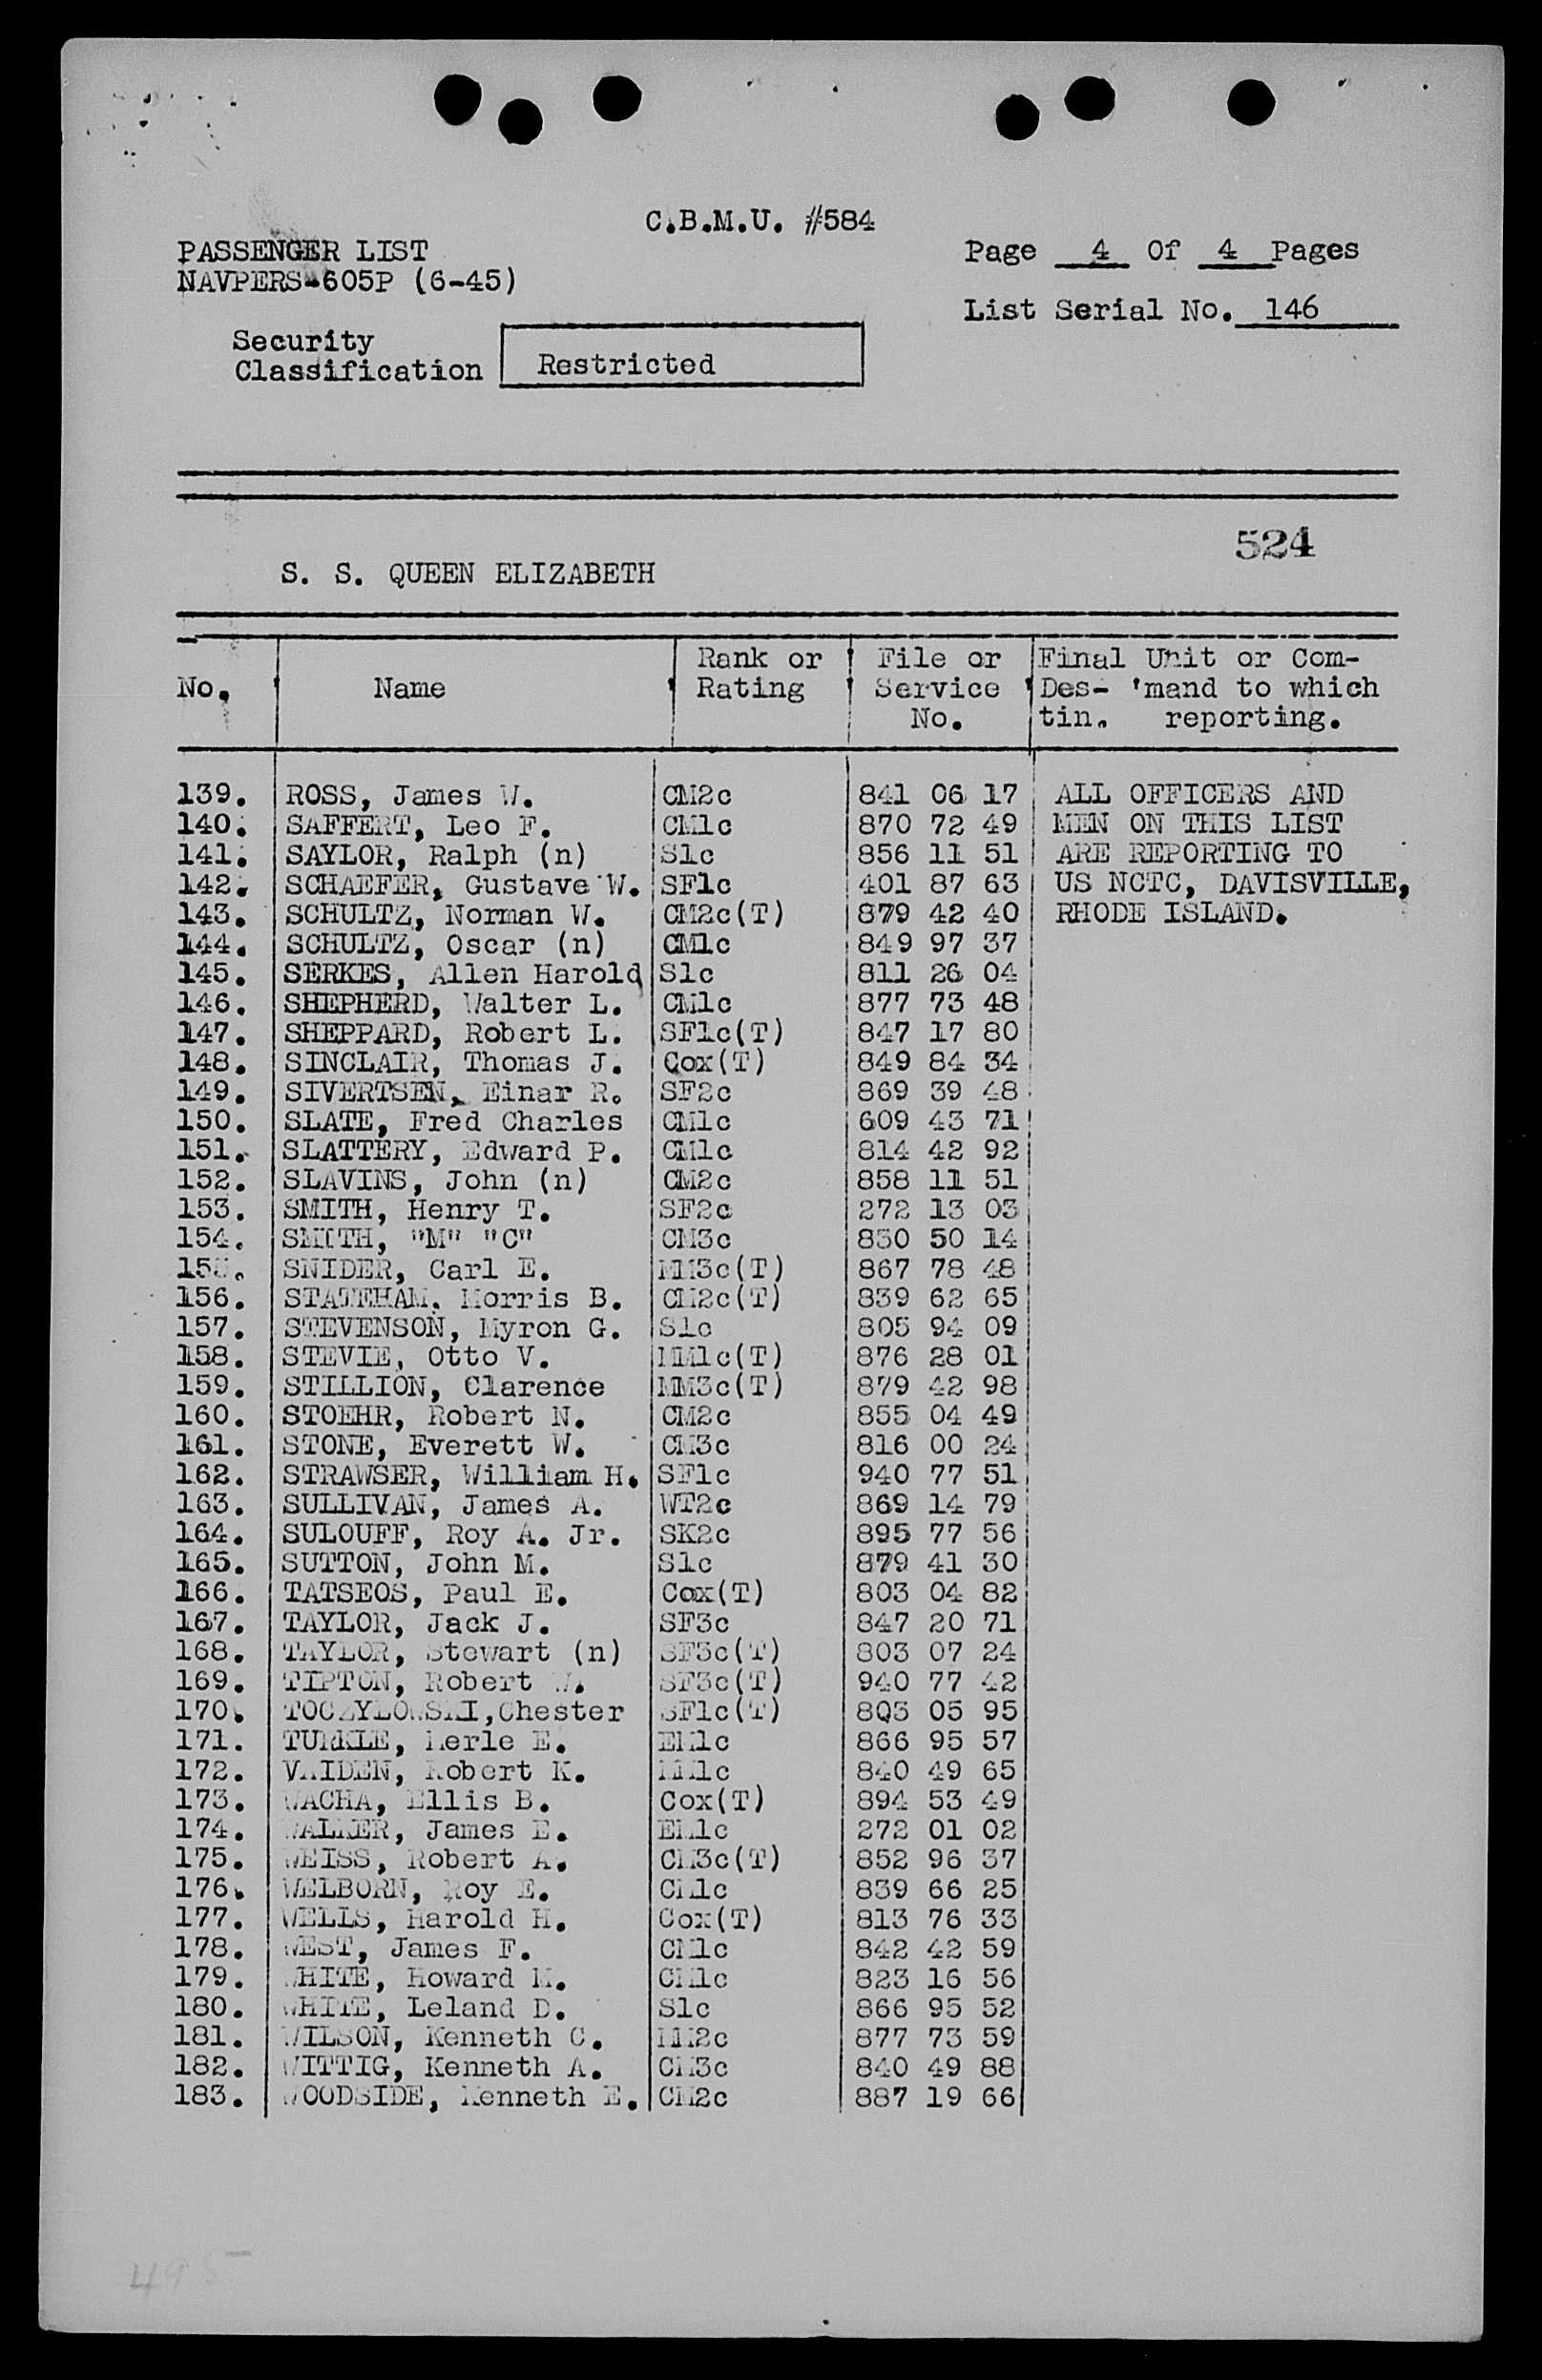 C.B.M.U. #584
PASSENGER LIST
NAVPERS-605P (6-45)
Page 4 Of 4 Pages
List Serial No. 146
Security
Classification
Restricted
524
S. S. QUEEN ELIZABETH
No. Name Rank or Rating File or Service No. Final Des-tin. Unit or Com-'mand to which reporting.
139. ROSS, James W. CM2c 841 06 17 ALL OFFICERS AND
140. SAFFERT, Leo F. CM1c 870 72 49 MEN ON THIS LIST
141. SAYLOR, Ralph (n) S1c 856 11 51 ARE REPORTING TO
142. SCHAEFER, Gustave W. SF1c 401 87 63 US NCTC, DAVISVILLE,
143. SCHULTZ, Norman W. CM2c(T) 879 42 40 RHODE ISLAND.
144. SCHULTZ, Oscar (n) CM1c 849 97 37
145. SERKES, Allen Harold S1c 811 26 04
146. SHEPHERD, Walter L. CM1c 877 73 48
147. SHEPPARD, Robert L. SF1c(T) 847 17 80
148. SINCLAIR, Thomas J. Cox(T) 849 84 34
149. SIVERTSEN, Einar R. SF2c 869 39 48
150. SLATE, Fred Charles CM1c 609 43 71
151. SLATTERY, Edward P. CM1c 814 42 92
152. SLAVINS, John (n) CM2c 858 11 51
153. SMITH, Henry T. SF2c 272 13 03
154. SMITH, "M" "C" CM3c 830 50 14
155. SNIDER, Carl E. MM3c(T) 867 78 48
156. STATEHAM, Morris B. CM2c(T) 839 62 65
157. STEVENSON, Myron G. S1c 805 94 09
158. STEVIE, Otto V. MM1c(T) 876 28 01
159. STILLION, Clarence MM3c(T) 879 42 98
160. STOEHR, Robert N. CM2c 855 04 49
161. STONE, Everett W. CM3c 816 00 24
162. STRAWSER, William H. SF1c 940 77 51
163. SULLIVAN, James A. WT2c 869 14 79
164. SULOUFF, Roy A. Jr. SK2c 895 77 56
165. SUTTON, John M. S1c 879 41 30
166. TATSEOS, Paul E. Cox(T) 803 04 82
167. TAYLOR, Jack J. SF3c 847 20 71
168. TAYLOR, Stewart (n) SF3c(T) 803 07 24
169. TIPTON, Robert W. SF3c(T) 940 77 42
170. TOCZYLOWSKI,Chester SF1c(T) 803 05 95
171. TURKLE, Merle E. EM1c 866 95 57
172. VAIDEN, Robert K. MM1c 840 49 65
173. WACHA, Ellis B. Cox(T) 894 53 49
174. WALKER, James E. EM1c 272 01 02
175. WEISS, Robert A. CM3c(T) 852 96 37
176. WELBORN, Roy E. CM1c 839 66 25
177. WELLS, Harold H. Cox(T) 813 76 33
178. WEST, James F. CM1c 842 42 59
179. WHITE, Howard M. CM1c 823 16 56
180. WHITE, Leland D. S1c 866 95 52
181. WILSON, Kenneth C. MM2c 877 73 59
182. WITTIG, Kenneth A. CM3c 840 49 88
183. WOODSIDE, Kenneth E. CM2c 887 19 66
495